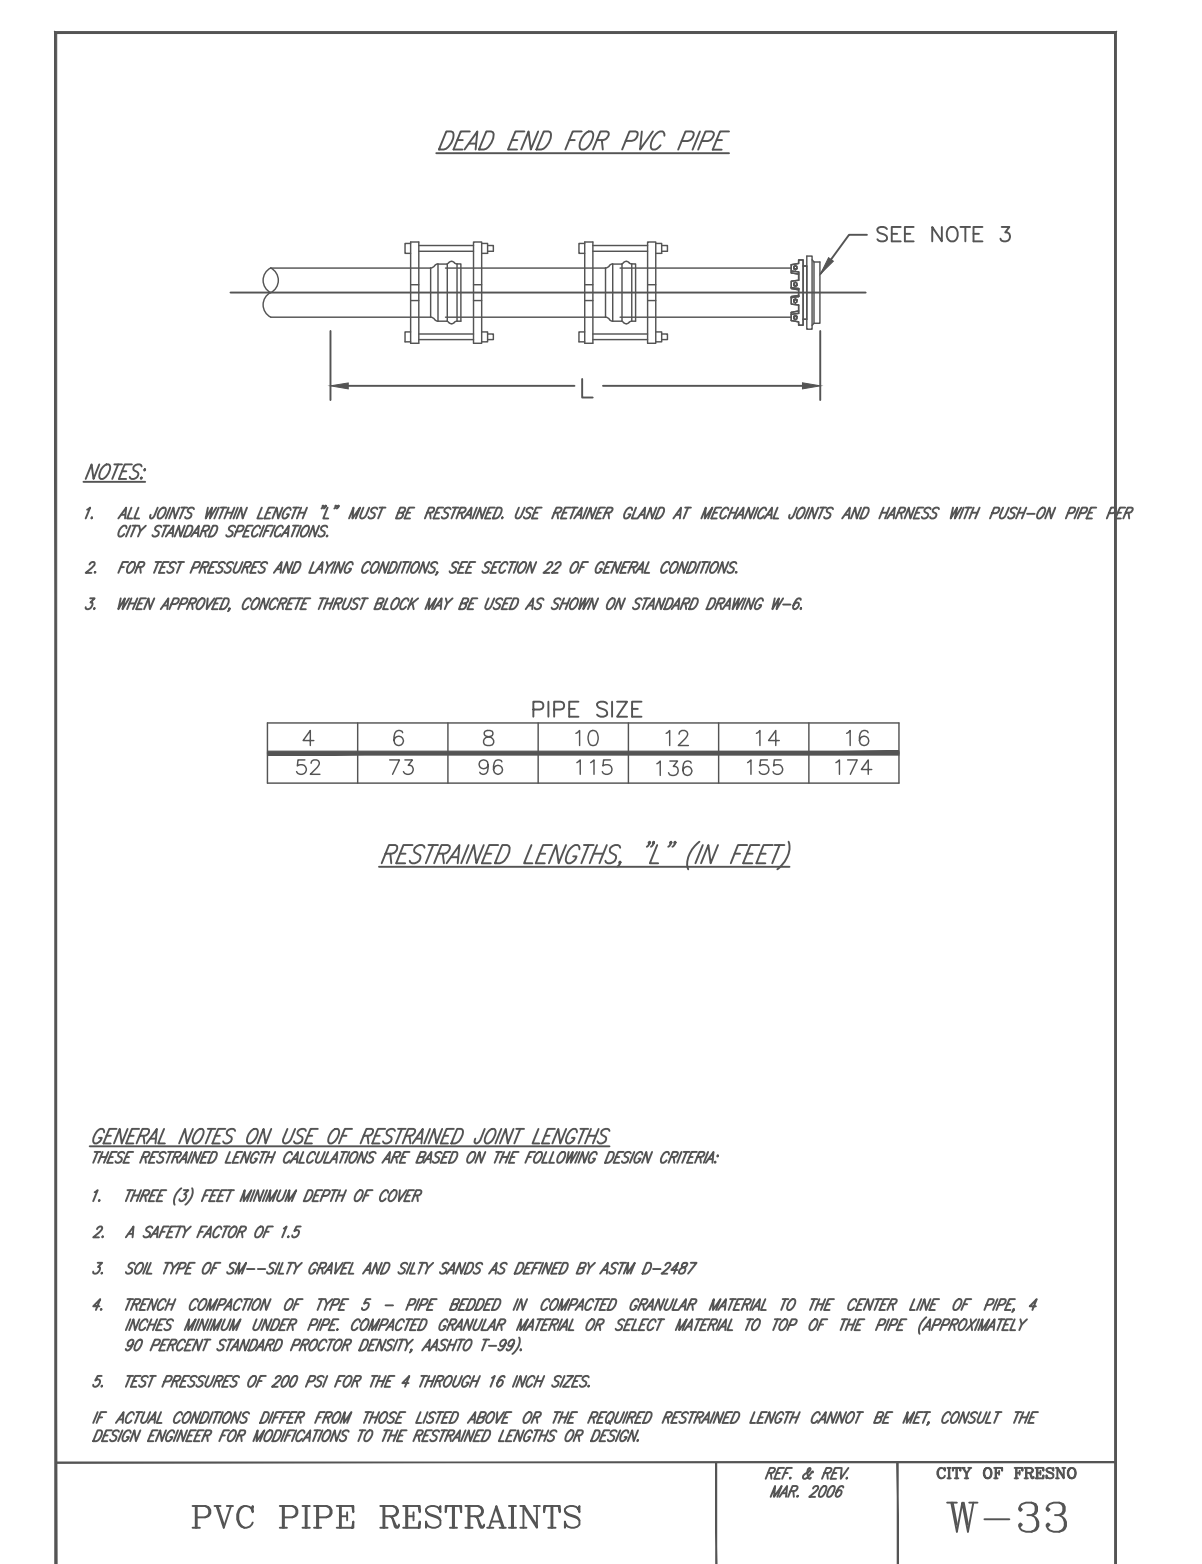 DEAD END FOR PVC PIPE
SEE NOTE 3
L
NOTES:
1. ALL JOINTS WITHIN LENGTH "L" MUST BE RESTRAINED. USE RETAINER GLAND AT MECHANICAL JOINTS AND HARNESS WITH PUSH-ON PIPE PER
CITY STANDARD SPECIFICATIONS.
2. FOR TEST PRESSURES AND LAYING CONDITIONS, SEE SECTION 22 OF GENERAL CONDITIONS.
3. WHEN APPROVED, CONCRETE THRUST BLOCK MAY BE USED AS SHOWN ON STANDARD DRAWING W-6.
PIPE SIZE
4 6 8 10 12 14 16
52 73 96 115 136 155 174
RESTRAINED LENGTHS, "L" (IN FEET)
GENERAL NOTES ON USE OF RESTRAINED JOINT LENGTHS
THESE RESTRAINED LENGTH CALCULATIONS ARE BASED ON THE FOLLOWING DESIGN CRITERIA:
1. THREE (3) FEET MINIMUM DEPTH OF COVER
2. A SAFETY FACTOR OF 1.5
3. SOIL TYPE OF SM--SILTY GRAVEL AND SILTY SANDS AS DEFINED BY ASTM D-2487
4. TRENCH COMPACTION OF TYPE 5 - PIPE BEDDED IN COMPACTED GRANULAR MATERIAL TO THE CENTER LINE OF PIPE, 4
INCHES MINIMUM UNDER PIPE. COMPACTED GRANULAR MATERIAL OR SELECT MATERIAL TO TOP OF THE PIPE (APPROXIMATELY
90 PERCENT STANDARD PROCTOR DENSITY, AASHTO T-99).
5. TEST PRESSURES OF 200 PSI FOR THE 4 THROUGH 16 INCH SIZES.
IF ACTUAL CONDITIONS DIFFER FROM THOSE LISTED ABOVE OR THE REQUIRED RESTRAINED LENGTH CANNOT BE MET, CONSULT THE
DESIGN ENGINEER FOR MODIFICATIONS TO THE RESTRAINED LENGTHS OR DESIGN.
PVC PIPE RESTRAINTS
REF. & REV.
MAR. 2006
CITY OF FRESNO
W-33